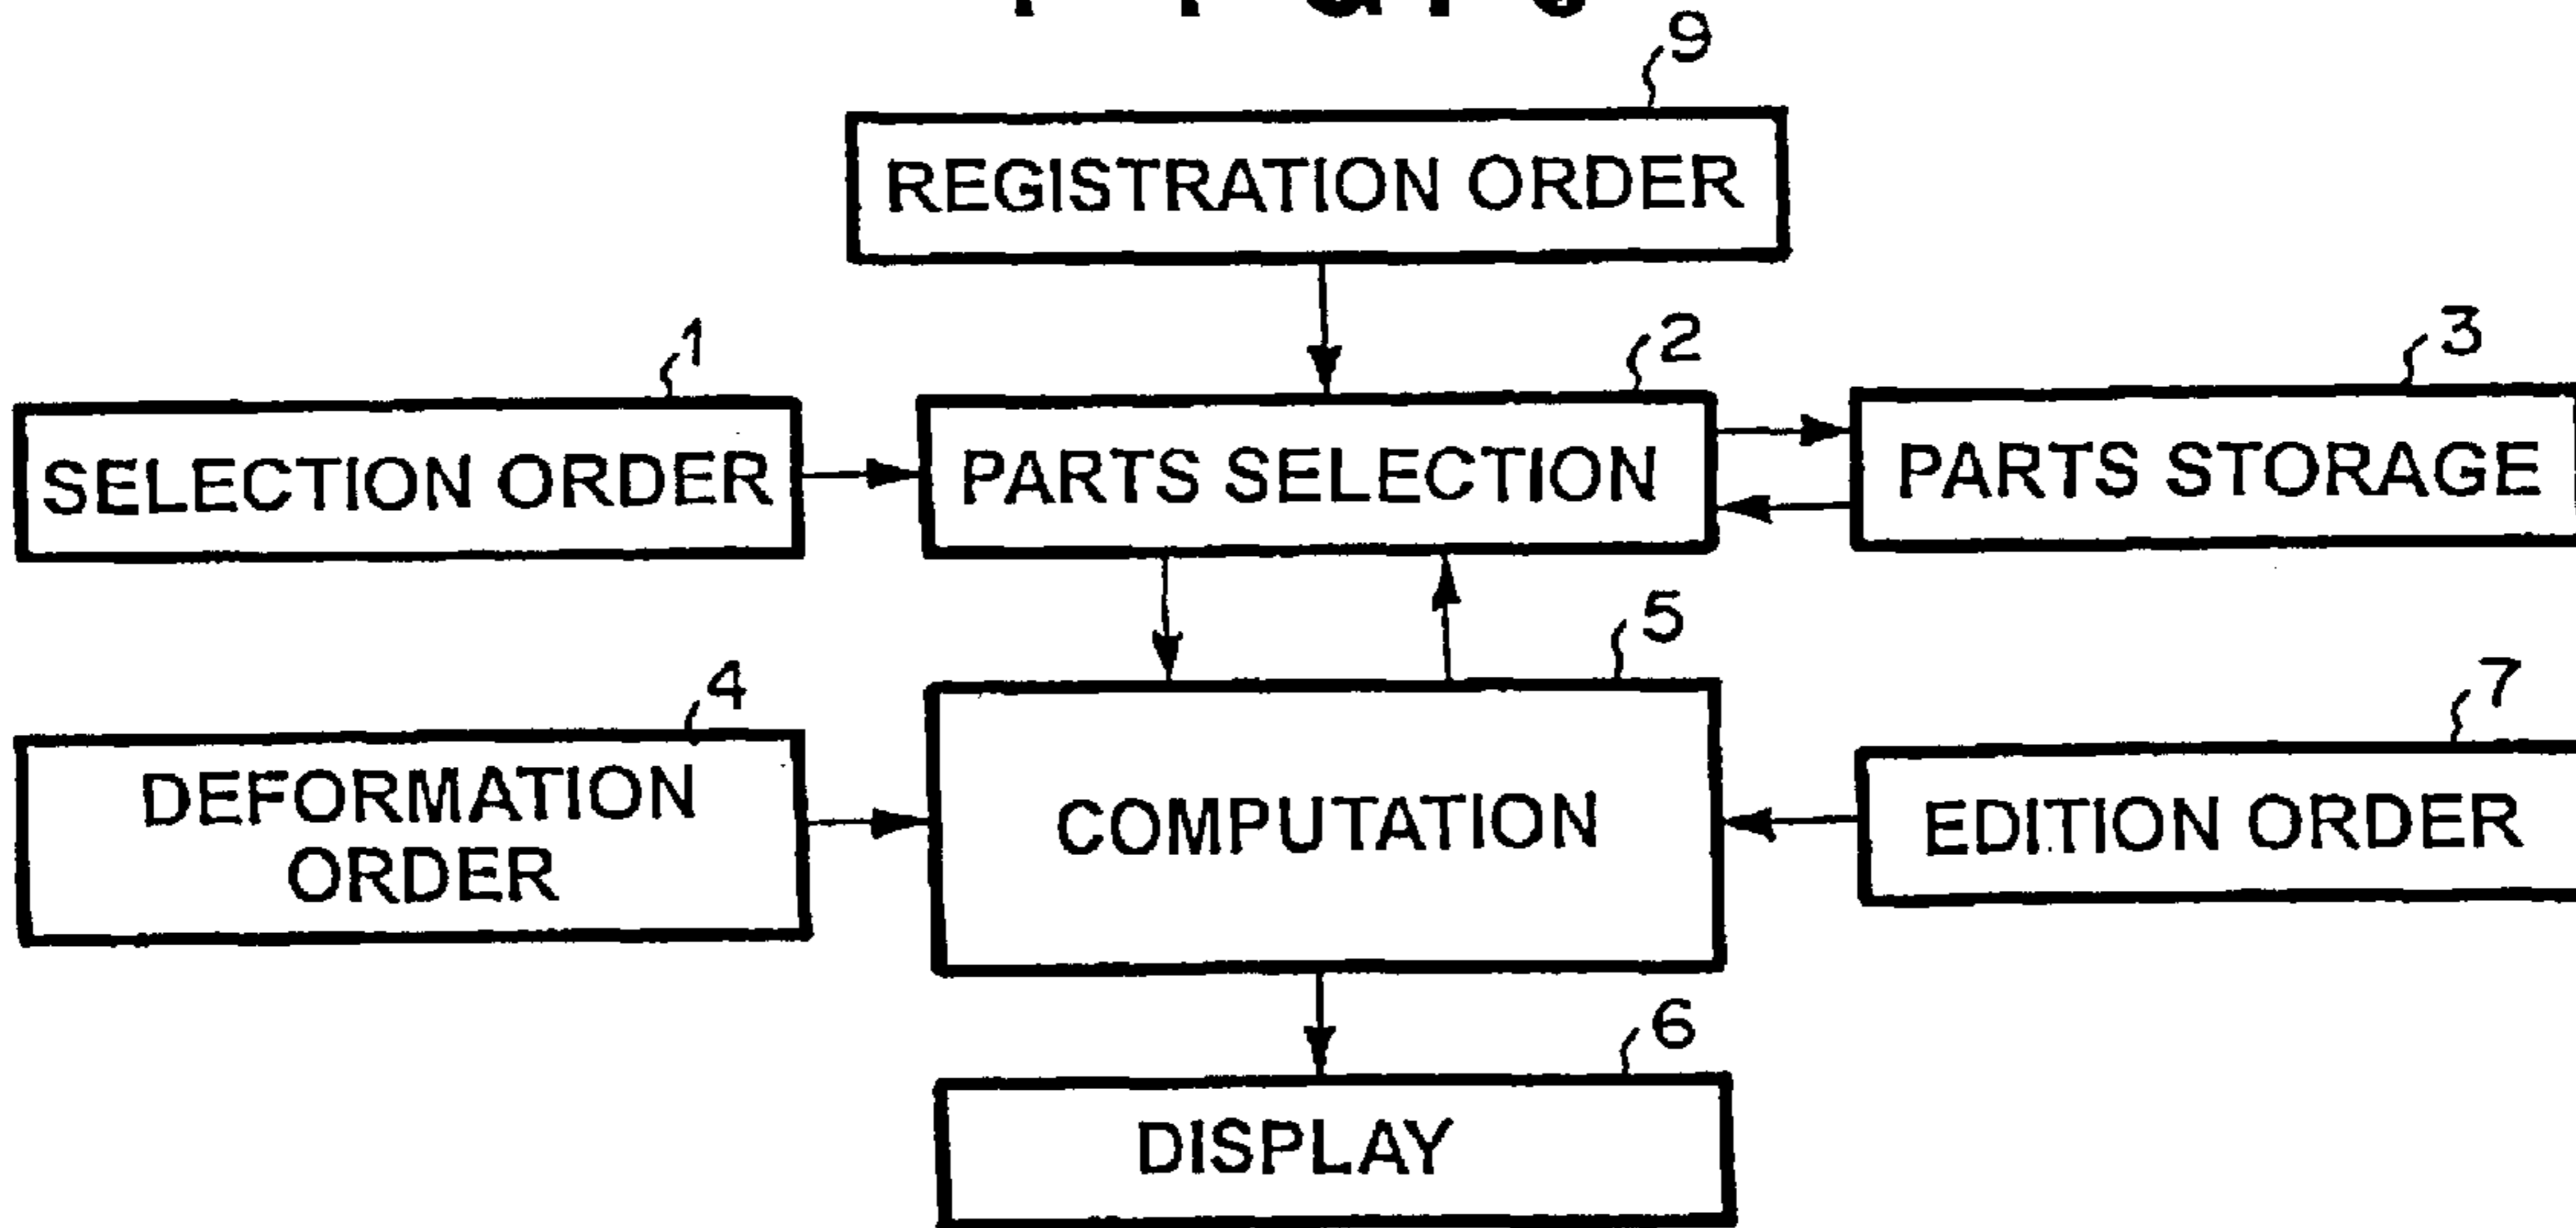 9
REGISTRATION ORDER
1
2
3
SELECTION ORDER
PARTS SELECTION
PARTS STORAGE
4
5
7
DEFORMATION
ORDER
COMPUTATION
EDITION ORDER
6
DISPLAY